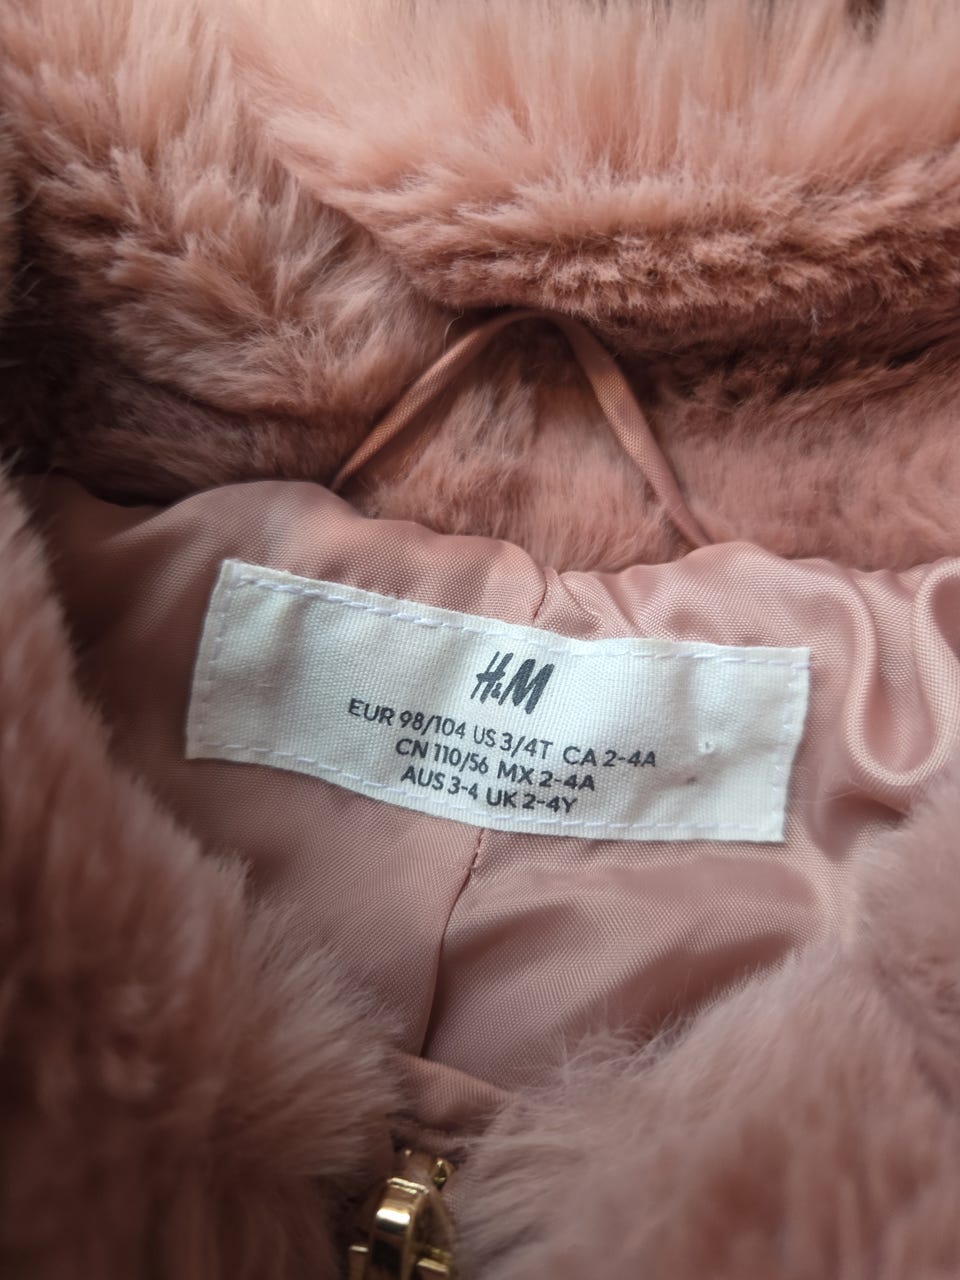 H&M
EUR 98/104 US 3/4T CA 2-4A
CN 110/56 MX 2-4A
AUS 3-4 UK 2-4Y